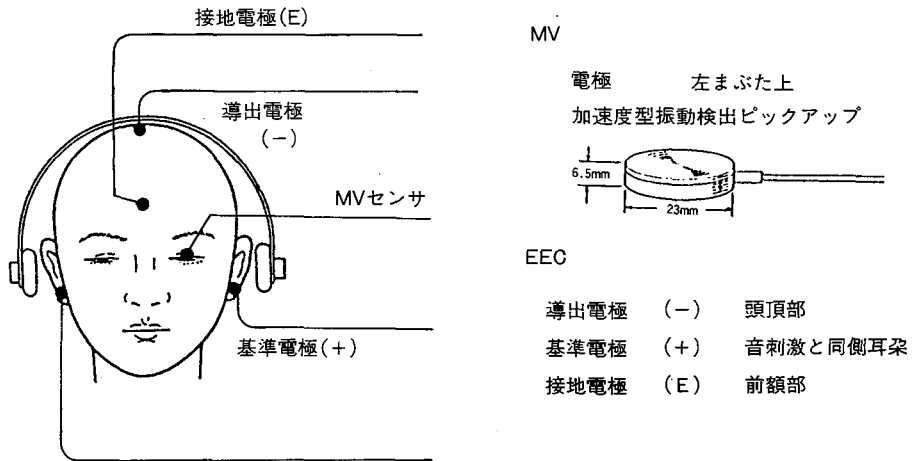 接地電極(E)
導出電極
(−)
MVセンサ
基準電極(+)
MV
電極 左まぶた上
加速度型振動検出ピックアップ
6.5mm
23mm
EEG
導出電極 (−) 頭頂部
基準電極 (+) 音刺激と同側耳朶
接地電極 (E) 前額部